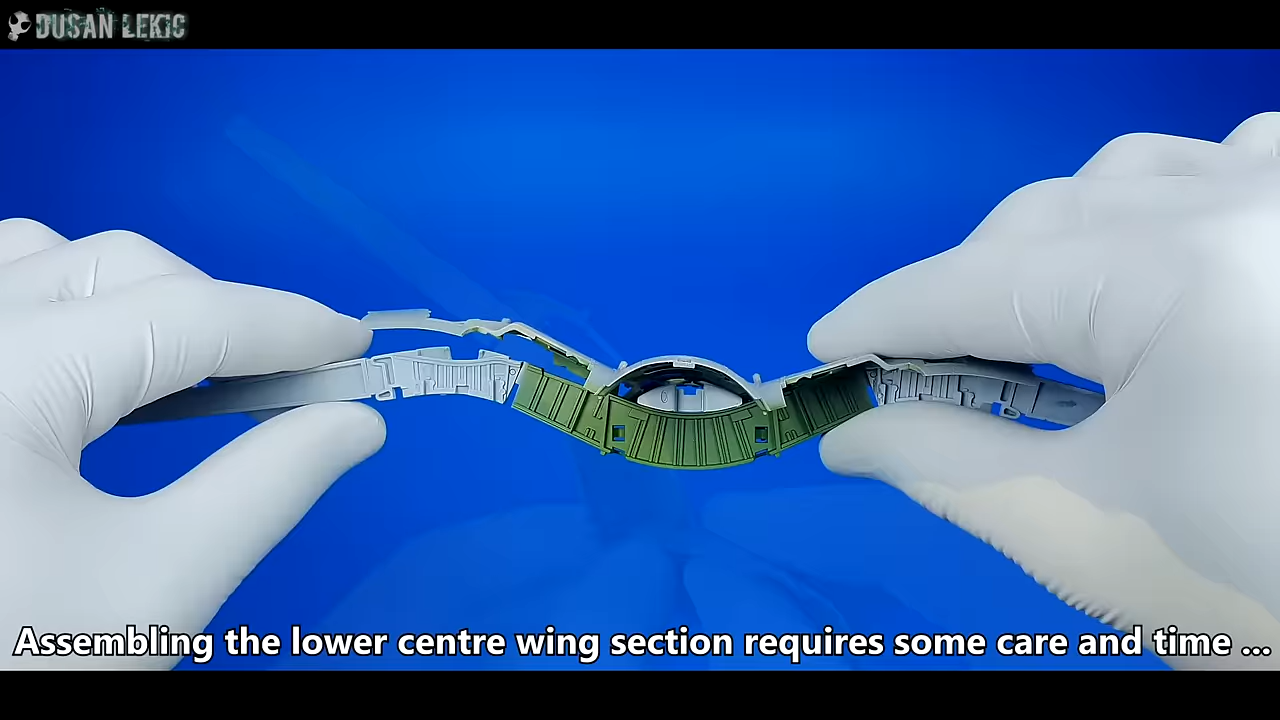 DUSAN LEKIC
Assembling the lower centre wing section requires some care and time ...